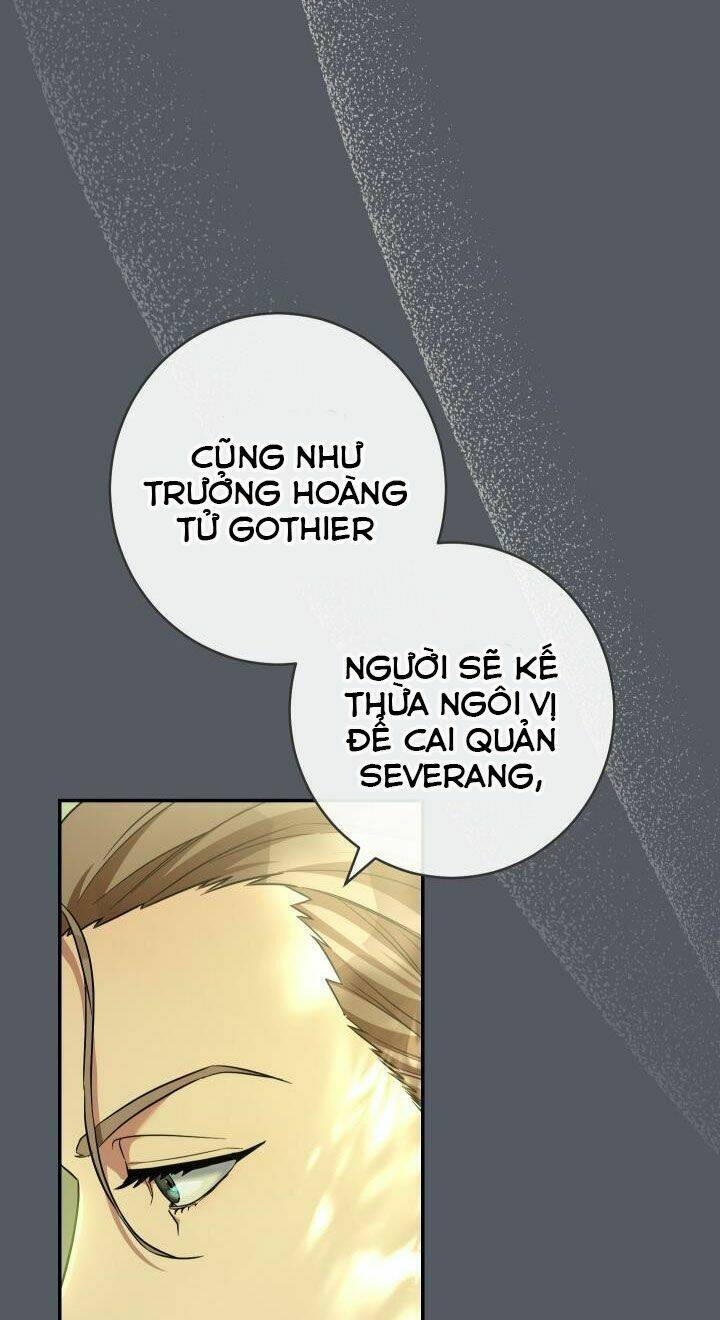 CŨNG NHƯ
TRƯỞNG HOÀNG
TỬ GOTHIER
NGƯỜI SẼ KẾ
THỪA NGÔI VỊ
ĐỂ CAI QUẢN
SEVERANG,